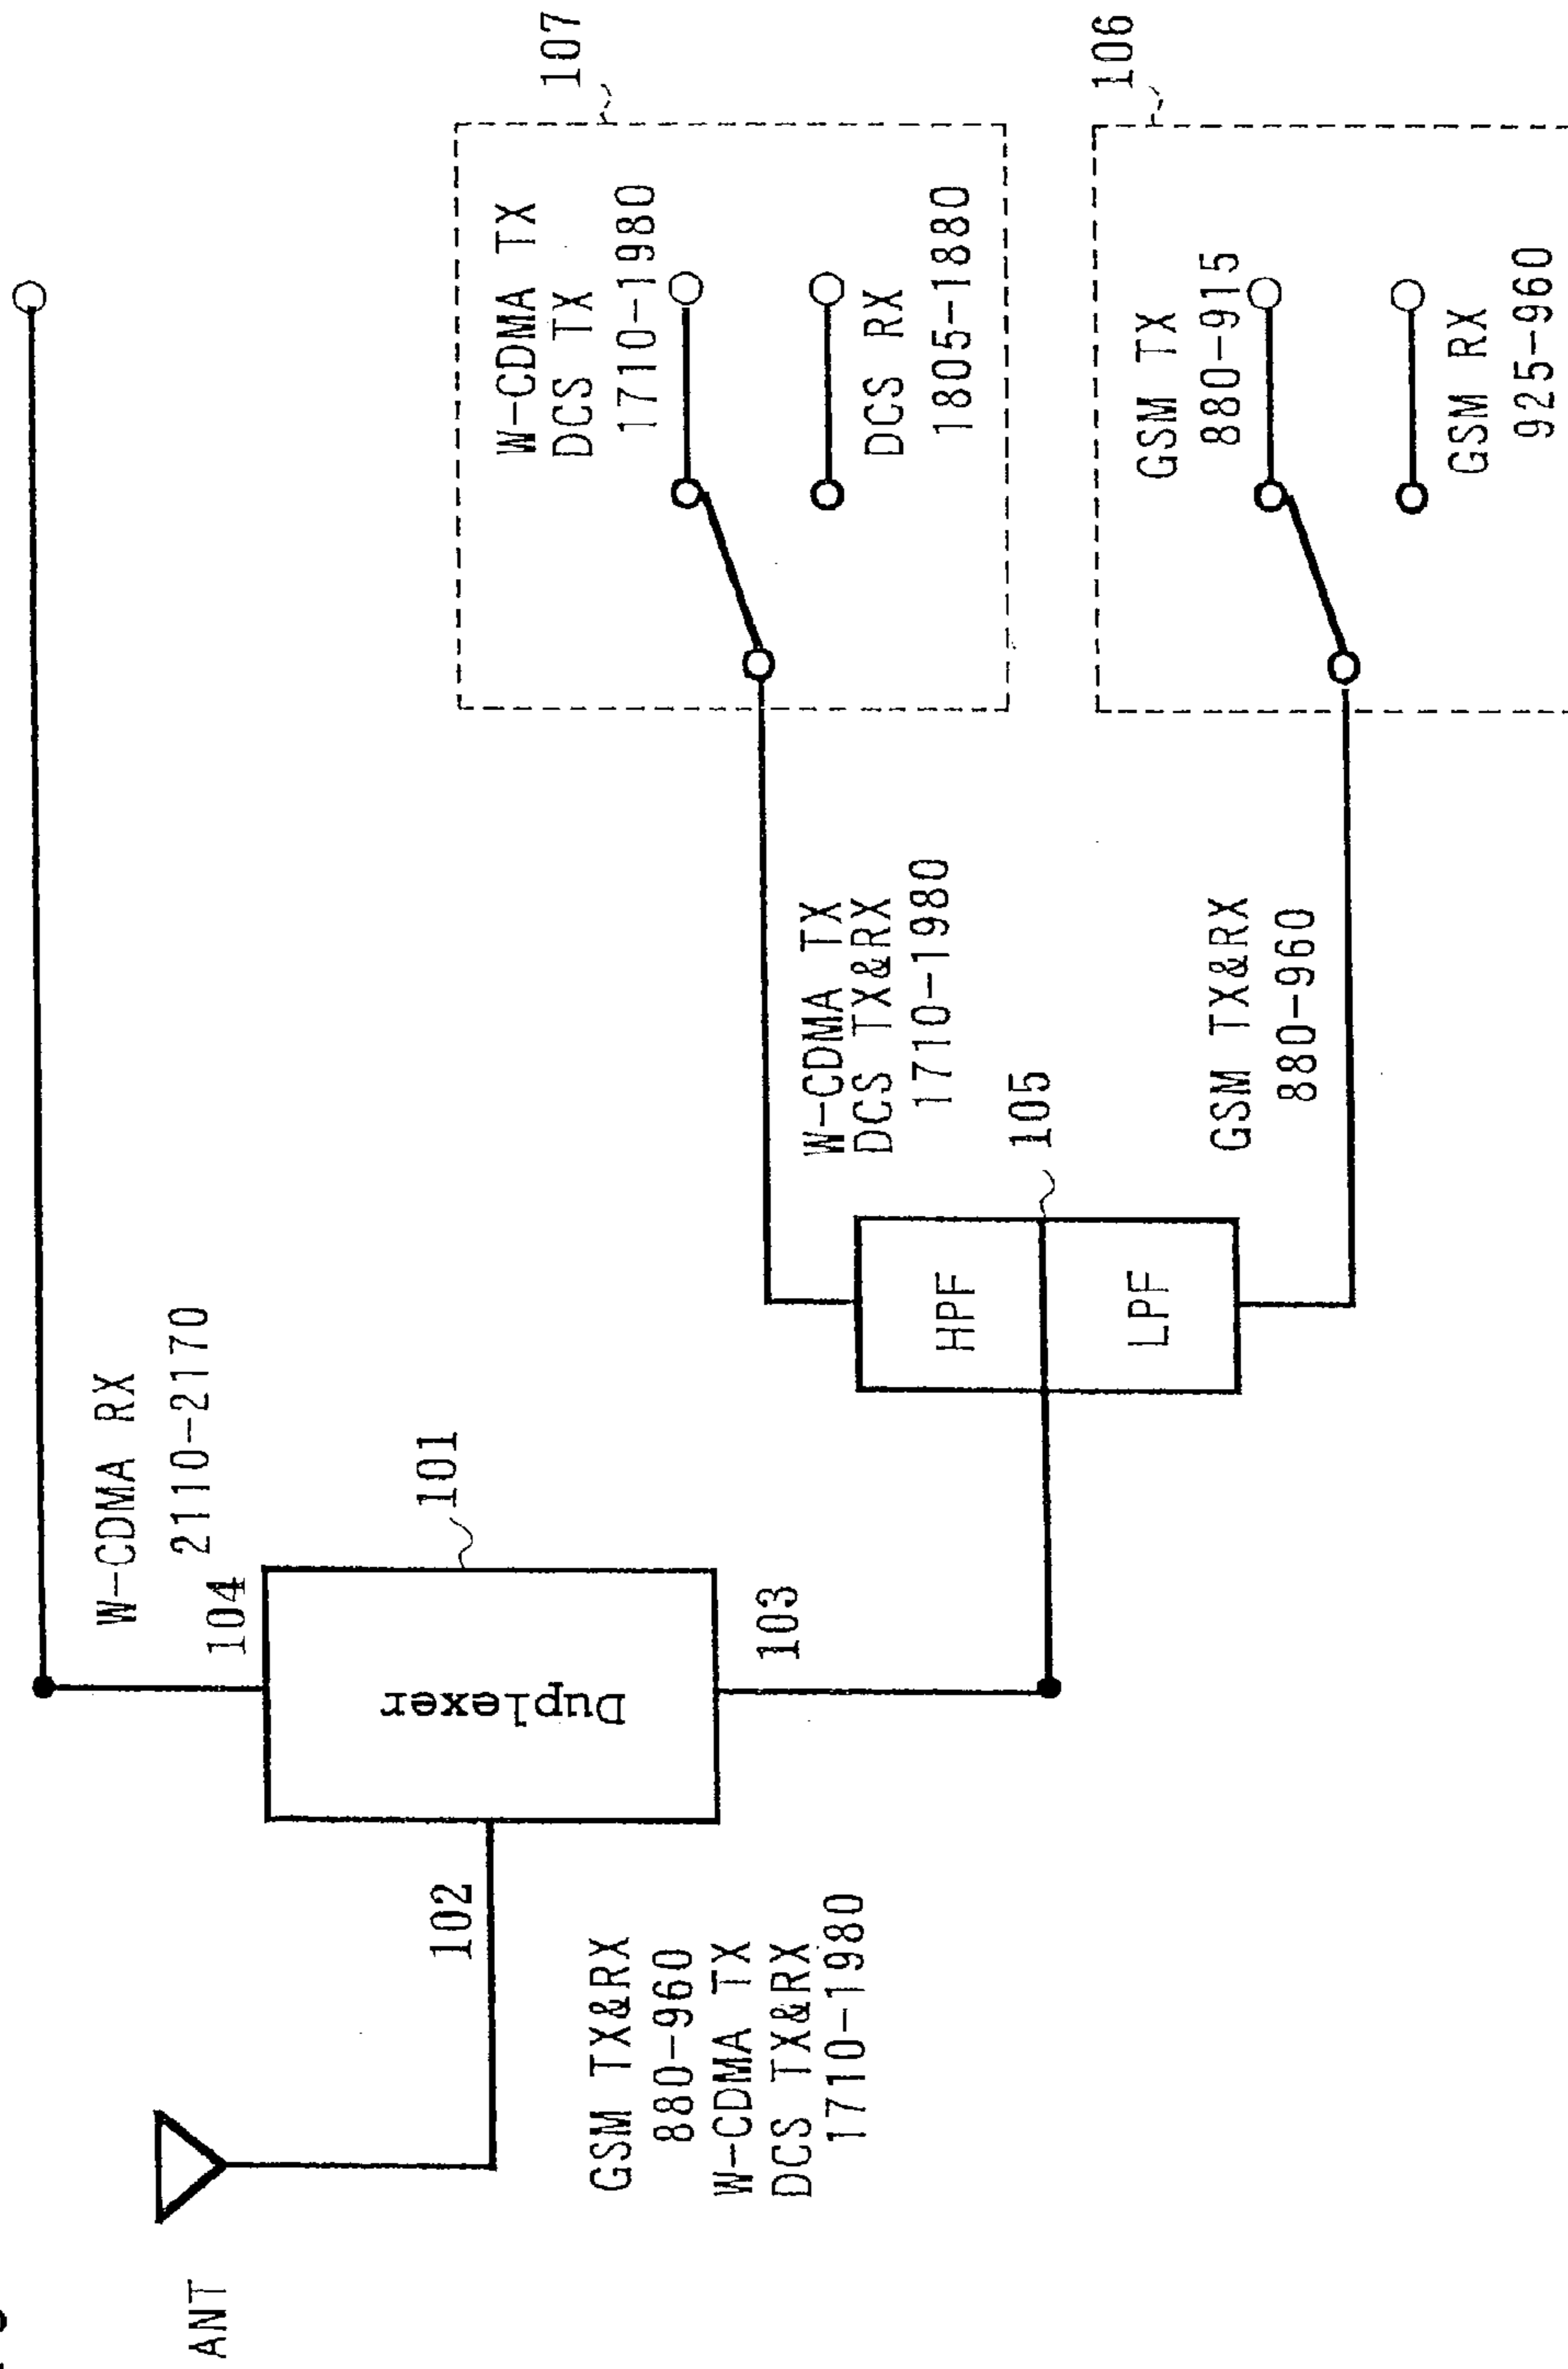 ANT
102
GSM TX&RX
880-960
W-CDMA TX
DCS TX&RX
1710-1980
Duplexer
101
104
W-CDMA RX
2110-2170
103
HPF
LPF
105
W-CDMA TX
DCS TX&RX
1710-1980
GSM TX&RX
880-960
107
W-CDMA TX
DCS TX
1710-1980
DCS RX
1805-1880
106
GSM TX
880-915
GSM RX
925-960